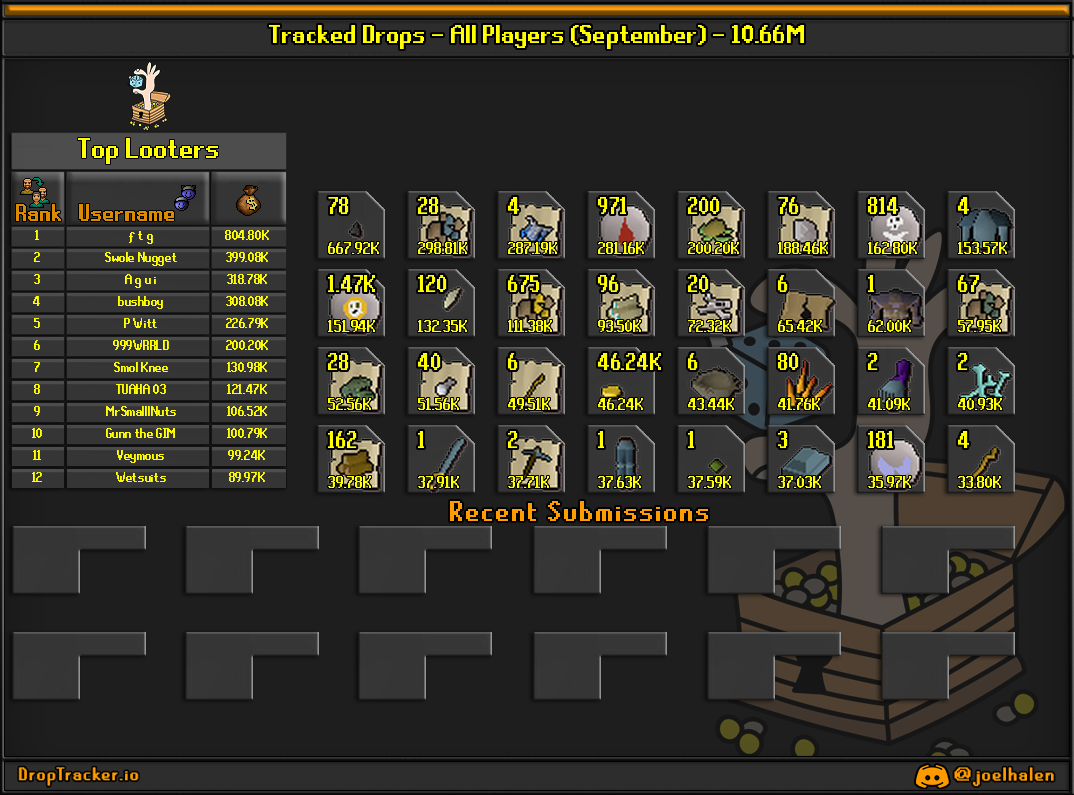 Tracked Drops - All Players (September) - 10.66M
Top Looters
Rank Username
1 f t g 804.80K
2 Swole Nugget 399.08K
3 A g u i 318.78K
4 bushboy 308.08K
5 P Witt 226.79K
6 999WRRLD 200.20K
7 Smol Knee 130.98K
8 TUAHA 03 121.47K
9 MrSmalllNuts 106.52K
10 Gunn the GIM 100.79K
11 Veymous 99.24K
12 Wetsuits 89.97K
78 28 4 971 200 76 814 4
667.92K 298.81K 287.19K 281.16K 200.20K 188.46K 162.80K 153.57K
1.47K 120 675 96 20 6 1 67
151.94K 132.35K 111.38K 93.50K 72.32K 65.42K 62.00K 57.95K
28 40 6 46.24K 6 80 2 2
52.56K 51.56K 49.51K 46.24K 43.44K 41.76K 41.09K 40.93K
162 1 2 1 1 3 181 4
39.78K 37.91K 37.71K 37.63K 37.59K 37.03K 35.97K 33.80K
Recent Submissions
DropTracker.io
@joelhalen